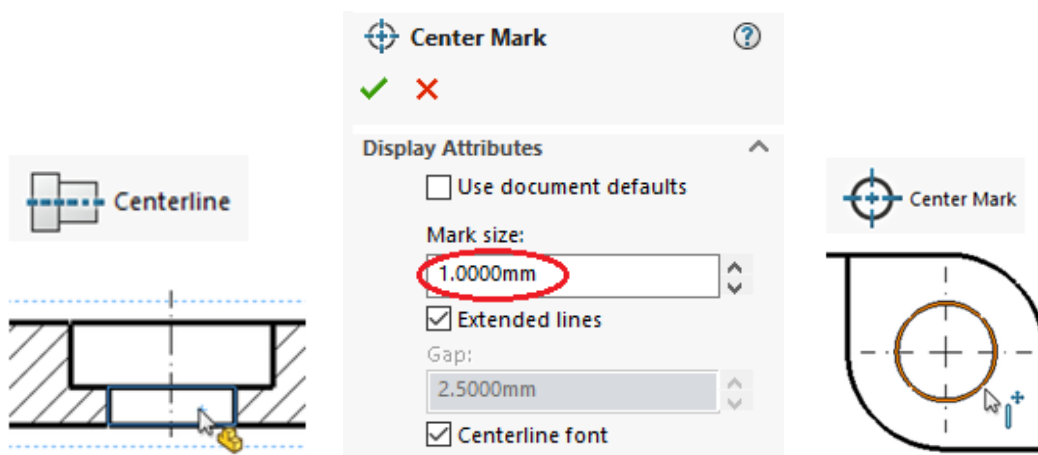 Centerline
Center Mark
?
Display Attributes
Use document defaults
Mark size:
1.0000mm
Extended lines
Gap:
2.5000mm
Centerline font
Center Mark